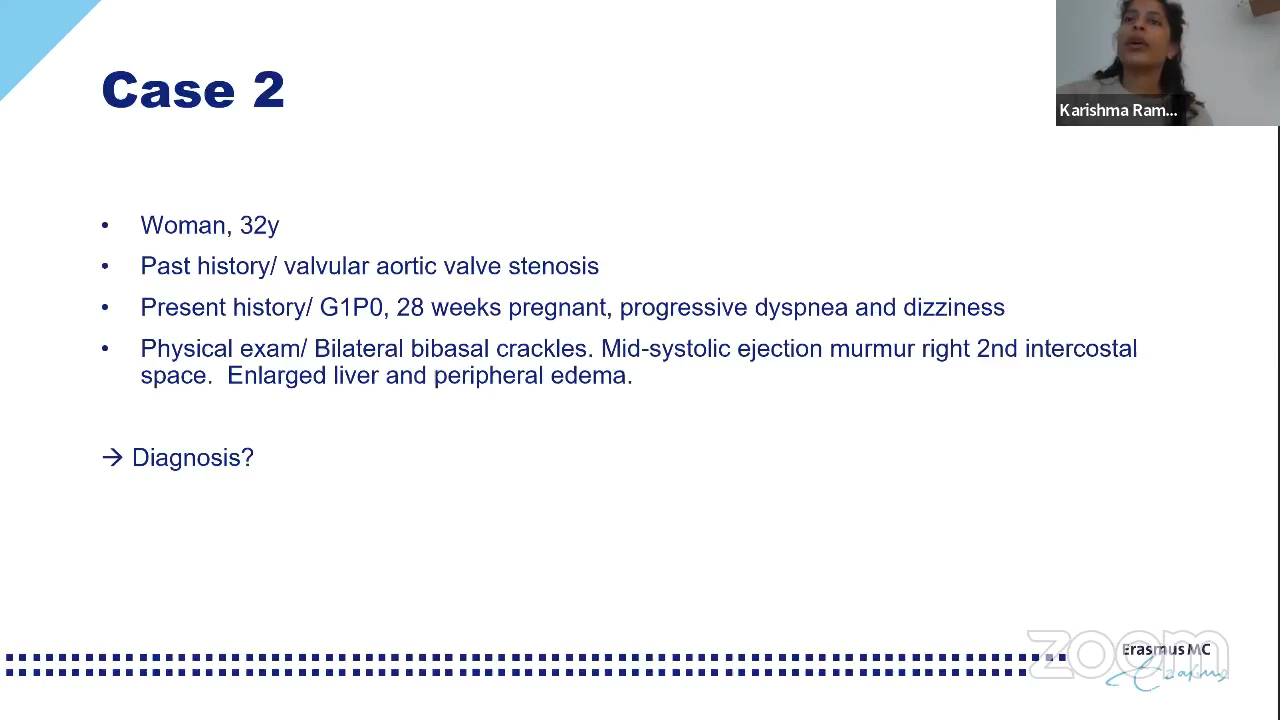 Case 2
Karishma Ram...
• Woman, 32y
• Past history/ valvular aortic valve stenosis
• Present history/ G1P0, 28 weeks pregnant, progressive dyspnea and dizziness
• Physical exam/ Bilateral bibasal crackles. Mid-systolic ejection murmur right 2nd intercostal
space. Enlarged liver and peripheral edema.
→ Diagnosis?
zoom
Erasmus MC
Erasmus